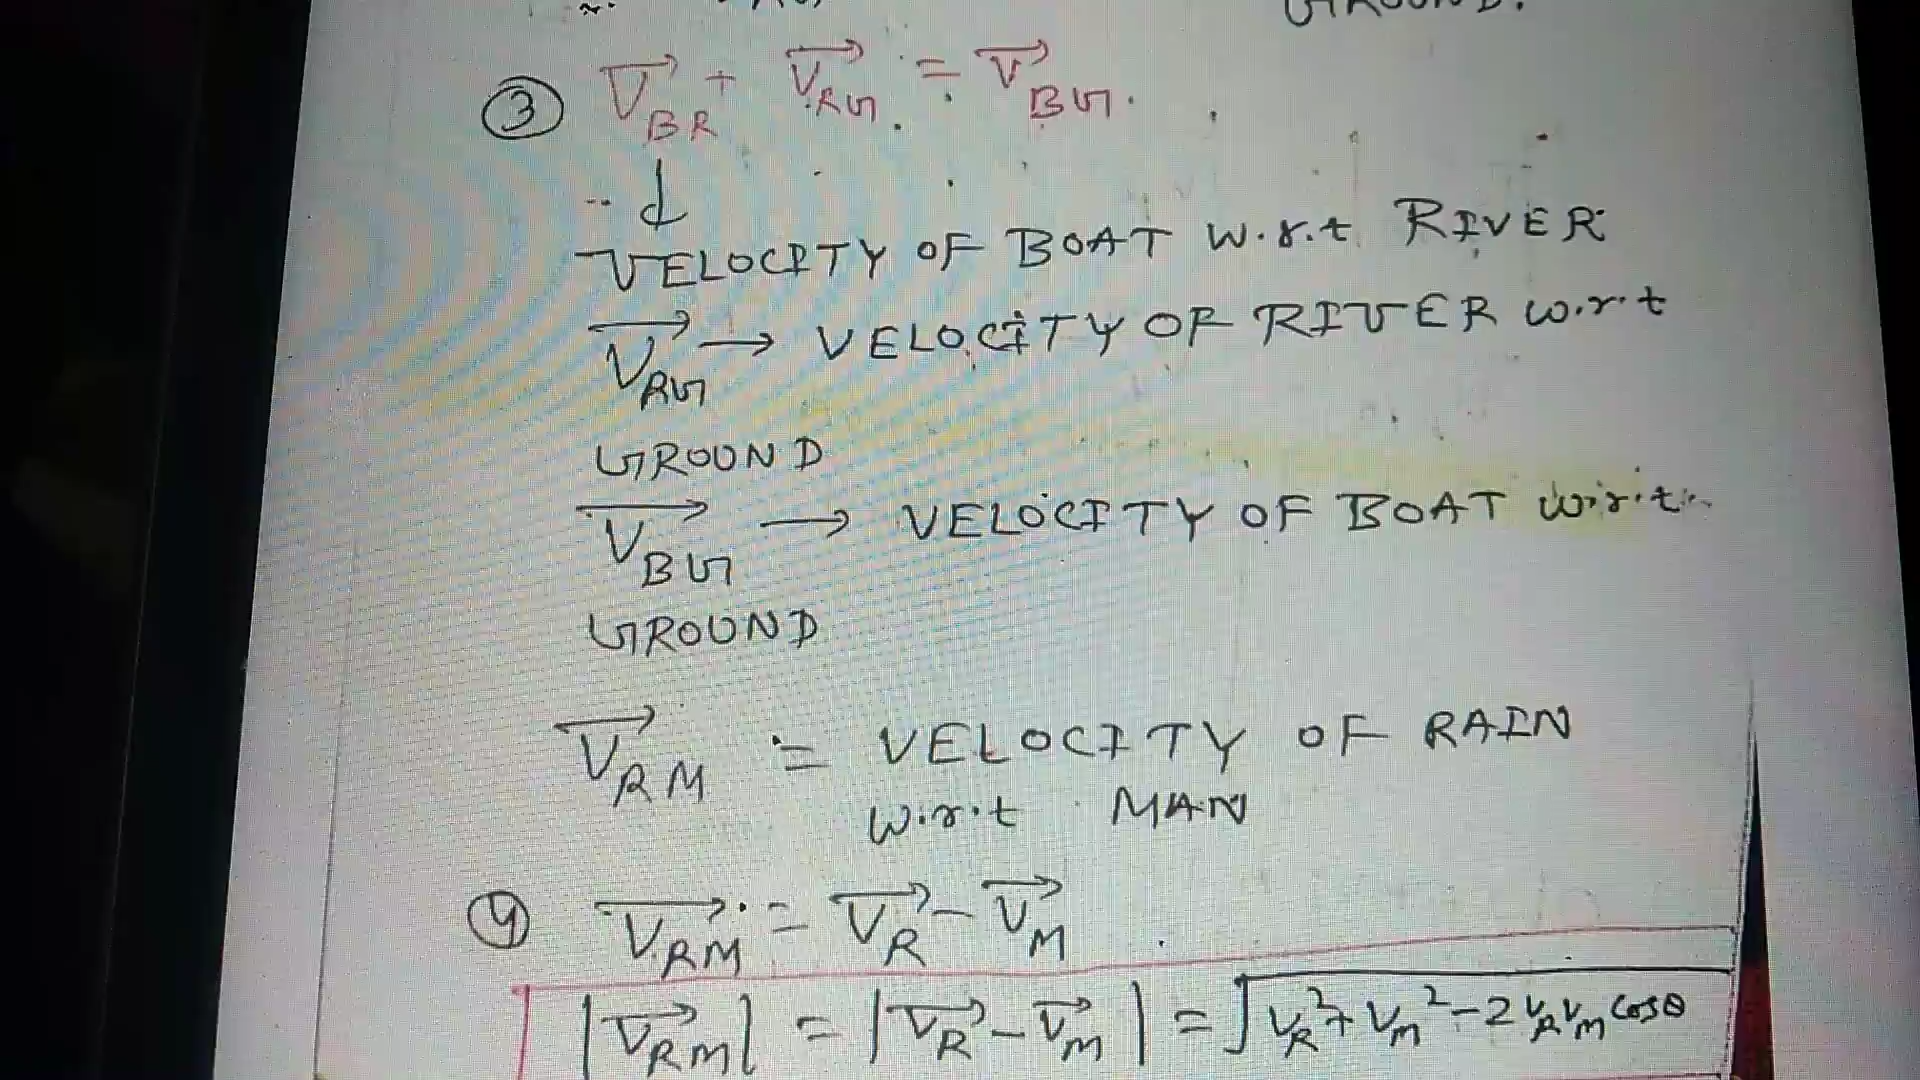 GROUND.
③ V⃗BR + V⃗RG = V⃗BG.
↓
VELOCITY OF BOAT w.r.t RIVER
V⃗RG → VELOCITY OF RIVER w.r.t
GROUND
V⃗BG → VELOCITY OF BOAT w.r.t
GROUND
V⃗RM = VELOCITY OF RAIN
w.r.t MAN
④ V⃗RM = V⃗R - V⃗M
|V⃗RM| = |V⃗R - V⃗m| = √VR² + Vm² - 2VRVm cosθ